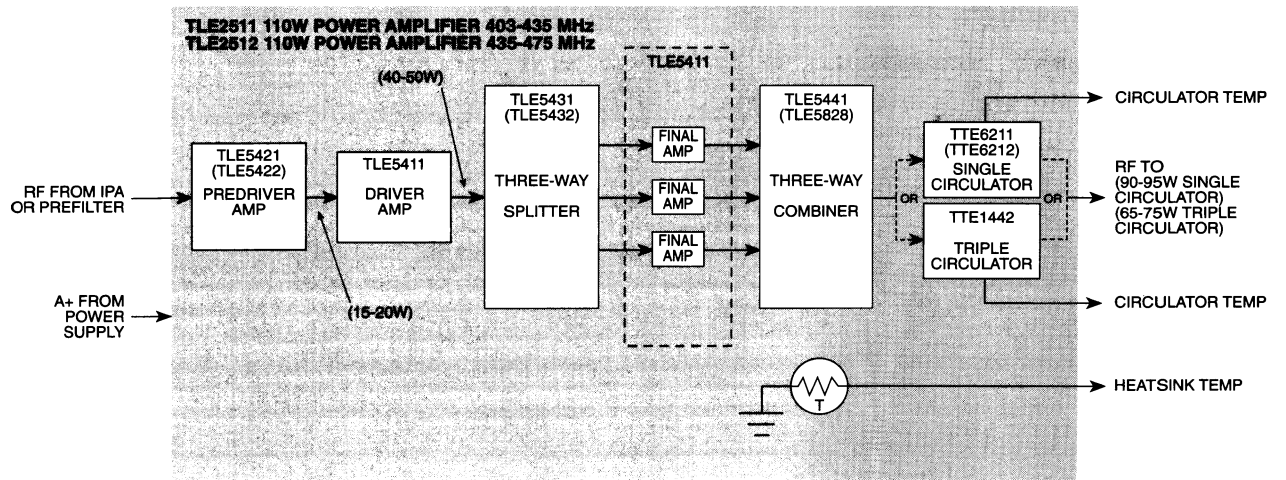 TLE2511 110W POWER AMPLIFIER 403-435 MHz
TLE2512 110W POWER AMPLIFIER 435-475 MHz
(40-50W)
TLE5411
TLE5431
(TLE5432)
THREE-WAY
SPLITTER
TLE5441
(TLE5828)
THREE-WAY
COMBINER
CIRCULATOR TEMP
TLE5421
(TLE5422)
PREDRIVER
AMP
TLE5411
DRIVER
AMP
FINAL
AMP
FINAL
AMP
FINAL
AMP
TTE6211
(TTE6212)
SINGLE
CIRCULATOR
OR
OR
TTE1442
TRIPLE
CIRCULATOR
RF FROM IPA
OR PREFILTER
RF TO
(90-95W SINGLE
CIRCULATOR)
(65-75W TRIPLE
CIRCULATOR)
A+ FROM
POWER
SUPPLY
(15-20W)
CIRCULATOR TEMP
T
HEATSINK TEMP